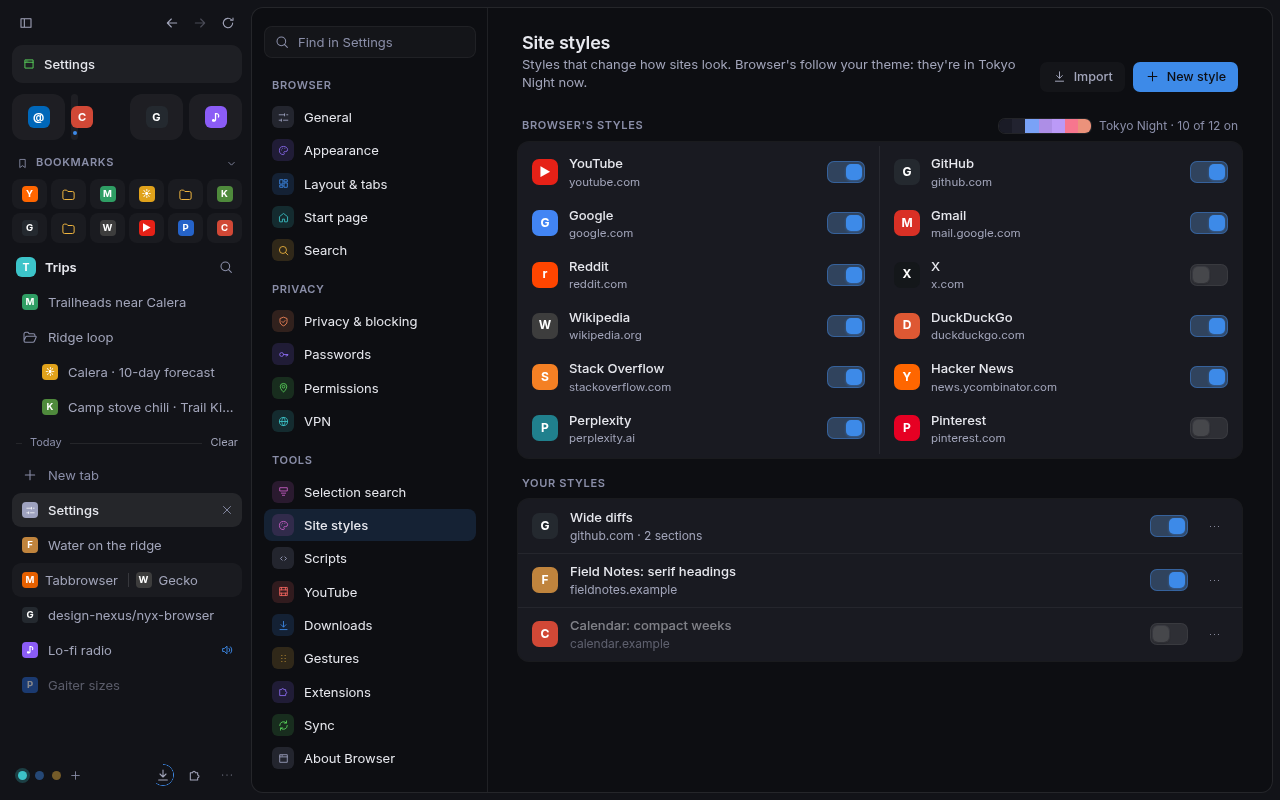 Settings
@
C
G
BOOKMARKS
Y
M
K
G
W
P
C
T
Trips
M
Trailheads near Calera
Ridge loop
Calera · 10-day forecast
K
Camp stove chili · Trail Ki...
Today
Clear
New tab
Settings
F
Water on the ridge
M
Tabbrowser
W
Gecko
G
design-nexus/nyx-browser
Lo-fi radio
P
Gaiter sizes
Find in Settings
BROWSER
General
Appearance
Layout & tabs
Start page
Search
PRIVACY
Privacy & blocking
Passwords
Permissions
VPN
TOOLS
Selection search
Site styles
Scripts
YouTube
Downloads
Gestures
Extensions
Sync
About Browser
Site styles
Styles that change how sites look. Browser's follow your theme: they're in Tokyo
Night now.
Import
New style
BROWSER'S STYLES
Tokyo Night · 10 of 12 on
YouTube
youtube.com
G
GitHub
github.com
G
Google
google.com
M
Gmail
mail.google.com
r
Reddit
reddit.com
X
X
x.com
W
Wikipedia
wikipedia.org
D
DuckDuckGo
duckduckgo.com
S
Stack Overflow
stackoverflow.com
Y
Hacker News
news.ycombinator.com
P
Perplexity
perplexity.ai
P
Pinterest
pinterest.com
YOUR STYLES
G
Wide diffs
github.com · 2 sections
F
Field Notes: serif headings
fieldnotes.example
C
Calendar: compact weeks
calendar.example